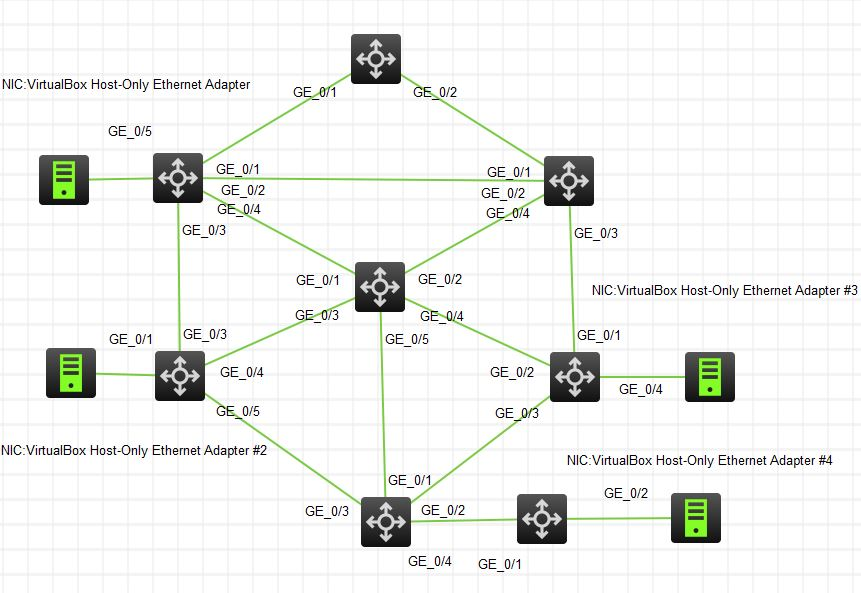 NIC:VirtualBox Host-Only Ethernet Adapter
GE_0/1
GE_0/2
GE_0/5
GE_0/1
GE_0/1
GE_0/2
GE_0/2
GE_0/4
GE_0/4
GE_0/3
GE_0/3
GE_0/1
GE_0/2
NIC:VirtualBox Host-Only Ethernet Adapter #3
GE_0/3
GE_0/4
GE_0/1
GE_0/3
GE_0/5
GE_0/1
GE_0/4
GE_0/2
GE_0/4
GE_0/5
GE_0/3
NIC:VirtualBox Host-Only Ethernet Adapter #2
NIC:VirtualBox Host-Only Ethernet Adapter #4
GE_0/1
GE_0/2
GE_0/3
GE_0/2
GE_0/4
GE_0/1